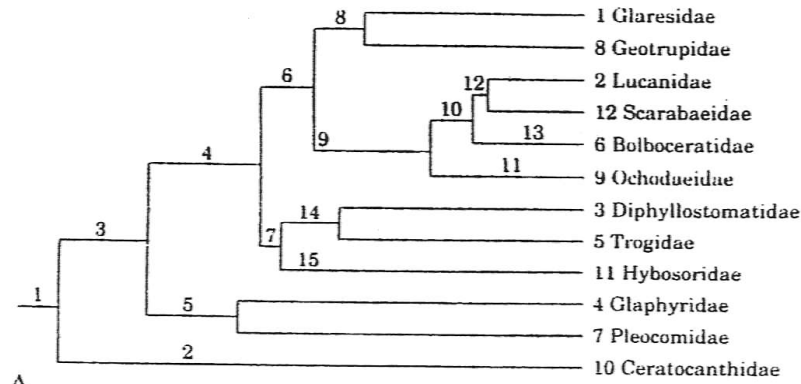 8
1 Glaresidae
8 Geotrupidae
6
12
2 Lucanidae
10
12 Scarabaeidae
13
6 Bolboceratidae
9
11
9 Ochodaeidae
4
14
3 Diphyllostomatidae
3
7
5 Trogidae
15
11 Hybosoridae
1
5
4 Glaphyridae
7 Pleocomidae
2
10 Ceratocanthidae
A